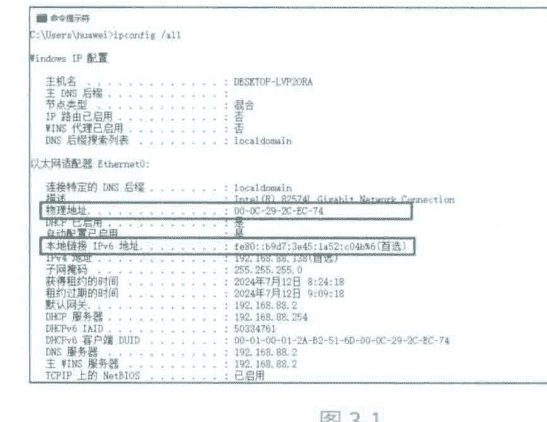 命令提示符
C:\Users\huawei>ipconfig /all
Windows IP 配置
主机名 . . . . . . . . . . . . . : DESKTOP-LVP20RA
主 DNS 后缀 . . . . . . . . . . . :
节点类型 . . . . . . . . . . . . : 混合
IP 路由已启用 . . . . . . . . . . : 否
WINS 代理已启用 . . . . . . . . . : 否
DNS 后缀搜索列表 . . . . . . . . : localdomain
以太网适配器 Ethernet0:
连接特定的 DNS 后缀 . . . . . . . : localdomain
描述. . . . . . . . . . . . . . . : Intel(R) 82574L Gigabit Network Connection
物理地址. . . . . . . . . . . . . : 00-0C-29-2C-EC-74
DHCP 已启用 . . . . . . . . . . . : 是
自动配置已启用. . . . . . . . . . : 是
本地链接 IPv6 地址. . . . . . . . : fe80::b9d7:3e45:1a52:c04b%6(首选)
IPv4 地址 . . . . . . . . . . . . : 192.168.88.138(首选)
子网掩码 . . . . . . . . . . . . : 255.255.255.0
获得租约的时间 . . . . . . . . . : 2024年7月12日 8:24:18
租约过期的时间 . . . . . . . . . : 2024年7月12日 9:09:18
默认网关. . . . . . . . . . . . . : 192.168.88.2
DHCP 服务器 . . . . . . . . . . . : 192.168.88.254
DHCPv6 IAID . . . . . . . . . . . : 50334761
DHCPv6 客户端 DUID . . . . . . . : 00-01-00-01-2A-B2-51-6D-00-0C-29-2C-EC-74
DNS 服务器 . . . . . . . . . . . : 192.168.88.2
主 WINS 服务器 . . . . . . . . . : 192.168.88.2
TCPIP 上的 NetBIOS . . . . . . . : 已启用
图 3.1